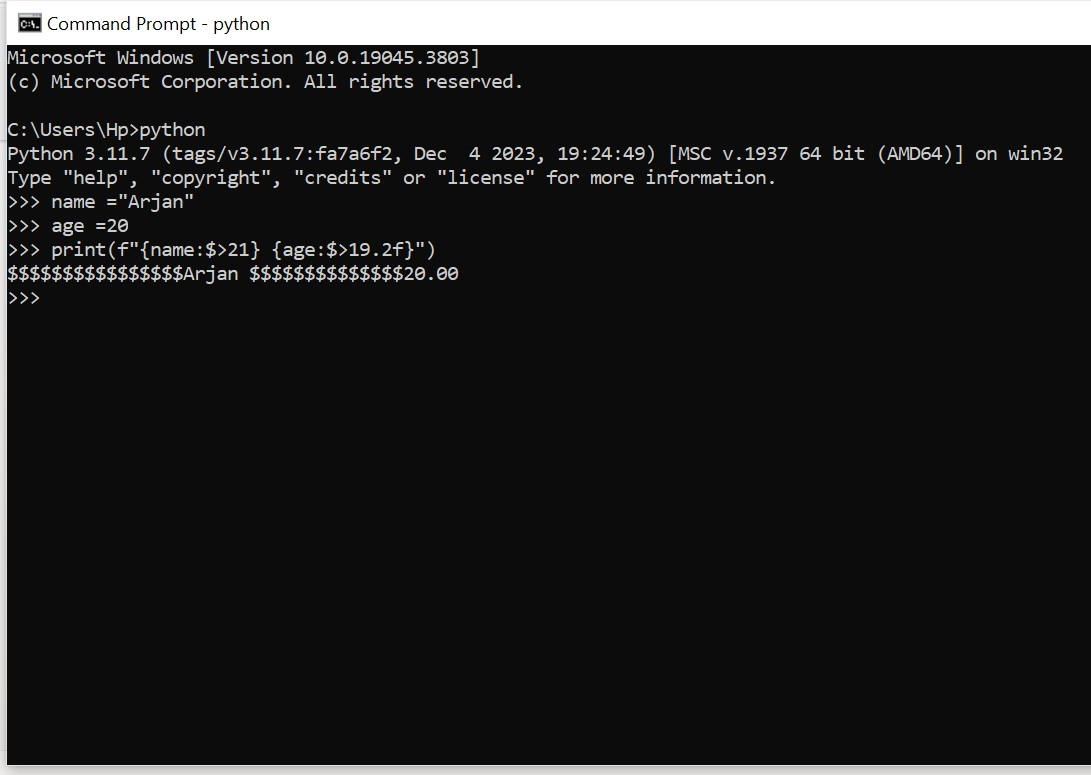 Command Prompt - python
Microsoft Windows [Version 10.0.19045.3803]
(c) Microsoft Corporation. All rights reserved.
C:\Users\Hp>python
Python 3.11.7 (tags/v3.11.7:fa7a6f2, Dec  4 2023, 19:24:49) [MSC v.1937 64 bit (AMD64)] on win32
Type "help", "copyright", "credits" or "license" for more information.
>>> name ="Arjan"
>>> age =20
>>> print(f"{name:$>21} {age:$>19.2f}")
$$$$$$$$$$$$$$$$Arjan $$$$$$$$$$$$$$20.00
>>>